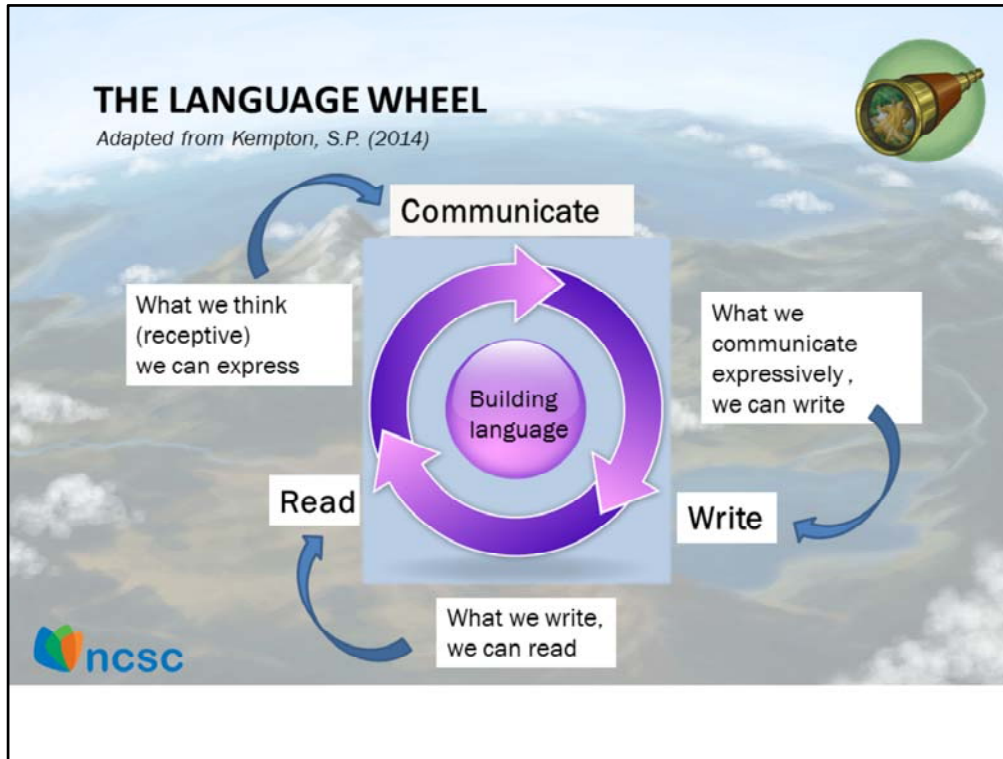 THE LANGUAGE WHEEL
Adapted from Kempton, S.P. (2014)
Communicate
What we think
(receptive)
we can express
What we
communicate
expressively ,
we can write
Building
language
Read
Write
What we write,
we can read
ncsc